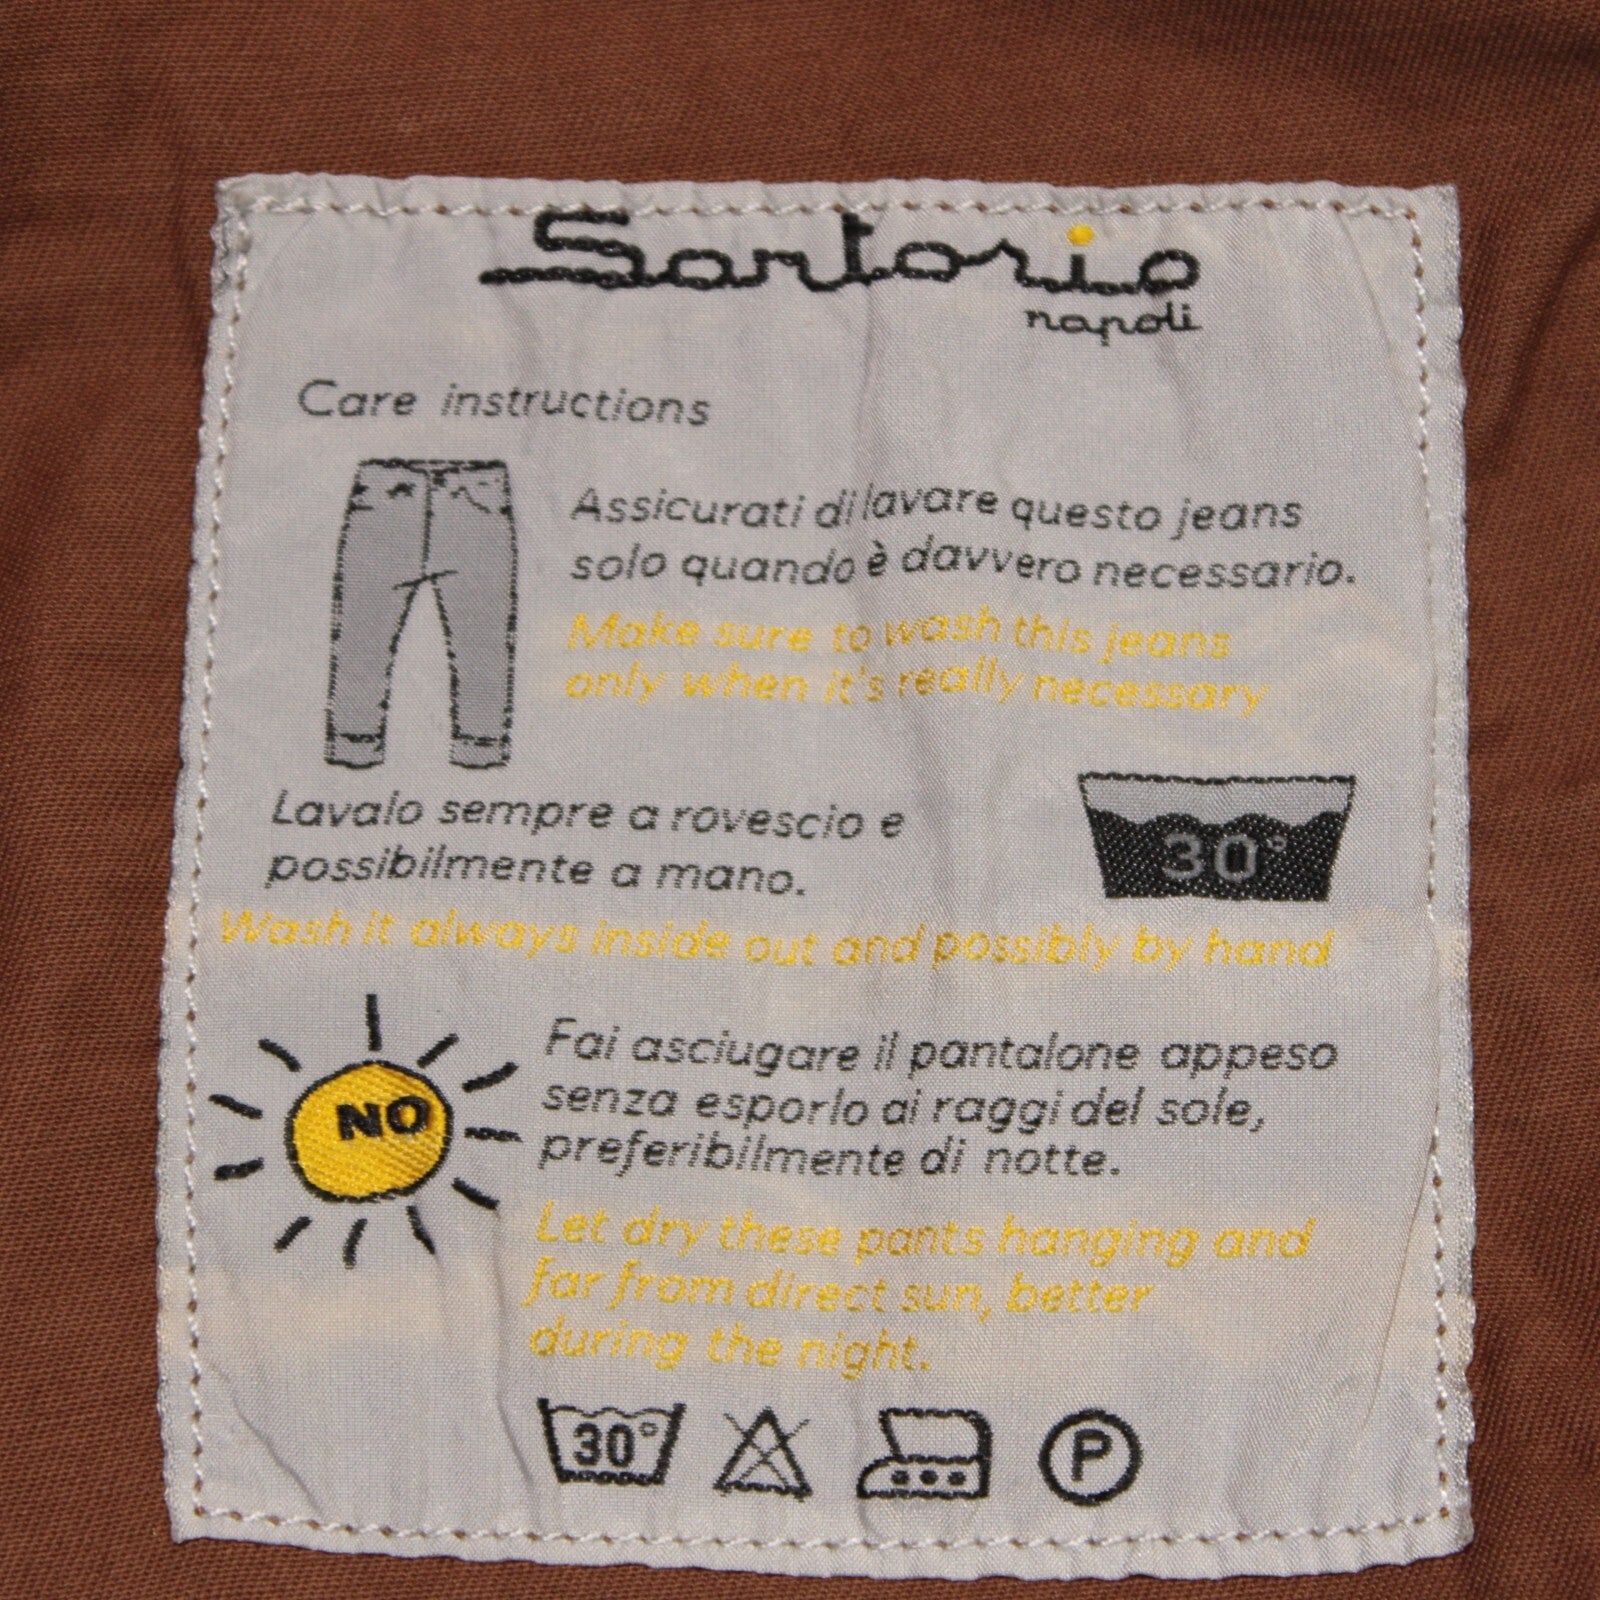 Sartorio
napoli
Care instructions
Assicurati di lavare questo jeans
solo quando è davvero necessario.
Make sure to wash this jeans
only when it's really necessary
Lavalo sempre a rovescio e
possibilmente a mano.
30°
Wash it always inside out and possibly by hand
NO
Fai asciugare il pantalone appeso
senza esporlo ai raggi del sole,
preferibilmente di notte.
Let dry these pants hanging and
far from direct sun, better
during the night.
30° P